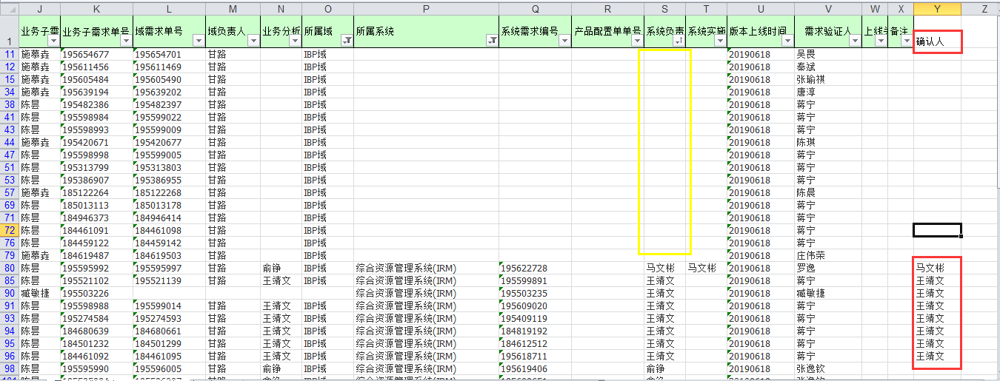 J K L M N O P Q R S T U V W X Y Z
1 业务子需 业务子需求单号 域需求单号 域负责人 业务分析 所属域 所属系统 系统需求编号 产品配置单单号 系统负责 系统实施 版本上线时间 需求验证人 上线关 备注 确认人
11 施慕垚 195654677 195654701 甘路 IBP域 20190618 吴畏
12 施慕垚 195611456 195611469 甘路 IBP域 20190618 秦斌
15 施慕垚 195605484 195605490 甘路 IBP域 20190618 张瑜祺
34 施慕垚 195639194 195639202 甘路 IBP域 20190618 唐淳
38 陈昙 195482386 195482397 甘路 IBP域 20190618 蒋宁
41 陈昙 195598984 195599022 甘路 IBP域 20190618 蒋宁
43 陈昙 195598993 195599009 甘路 IBP域 20190618 蒋宁
44 施慕垚 195420671 195420677 甘路 IBP域 20190618 陈琪
47 陈昙 195598998 195599005 甘路 IBP域 20190618 蒋宁
51 陈昙 195313799 195313803 甘路 IBP域 20190618 蒋宁
53 陈昙 195386907 195386955 甘路 IBP域 20190618 蒋宁
57 施慕垚 185122264 185122268 甘路 IBP域 20190618 陈晨
69 陈昙 185013113 185013178 甘路 IBP域 20190618 蒋宁
71 陈昙 184946373 184946414 甘路 IBP域 20190618 蒋宁
72 陈昙 184461091 184461098 甘路 IBP域 20190618 蒋宁
76 陈昙 184459122 184459142 甘路 IBP域 20190618 蒋宁
79 施慕垚 184619487 184619503 甘路 IBP域 20190618 庄伟荣
80 陈昙 195595992 195595997 甘路 俞铮 IBP域 综合资源管理系统(IRM) 195622728 马文彬 马文彬 20190618 罗逸 马文彬
85 陈昙 195521102 195521139 甘路 王靖文 IBP域 综合资源管理系统(IRM) 195599891 王靖文 20190618 蒋宁 王靖文
90 臧敏捷 195503226 综合资源管理系统(IRM) 195503235 王靖文 20190618 臧敏捷 王靖文
91 陈昙 195598988 195599014 甘路 王靖文 IBP域 综合资源管理系统(IRM) 195609020 王靖文 20190618 蒋宁 王靖文
93 陈昙 195274584 195274593 甘路 王靖文 IBP域 综合资源管理系统(IRM) 195409119 王靖文 20190618 蒋宁 王靖文
94 陈昙 184680639 184680661 甘路 王靖文 IBP域 综合资源管理系统(IRM) 184819192 王靖文 20190618 蒋宁 王靖文
95 陈昙 184501232 184501299 甘路 王靖文 IBP域 综合资源管理系统(IRM) 184612512 王靖文 20190618 蒋宁 王靖文
96 陈昙 184461092 184461095 甘路 王靖文 IBP域 综合资源管理系统(IRM) 195618711 王靖文 20190618 蒋宁 王靖文
98 陈昙 195595990 195596005 甘路 俞铮 IBP域 综合资源管理系统(IRM) 195619406 俞铮 20190618 张逸钦